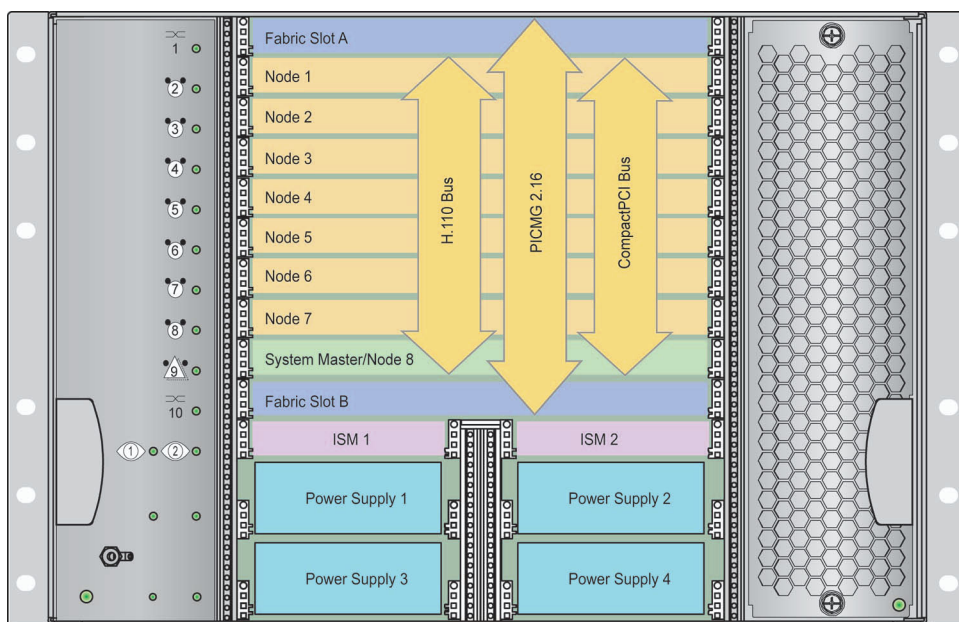 1
Fabric Slot A
2
Node 1
3
Node 2
4
Node 3
5
Node 4
6
Node 5
7
Node 6
8
Node 7
9
System Master/Node 8
10
Fabric Slot B
H.110 Bus
PICMG 2.16
CompactPCI Bus
1 2
ISM 1
ISM 2
Power Supply 1
Power Supply 2
Power Supply 3
Power Supply 4